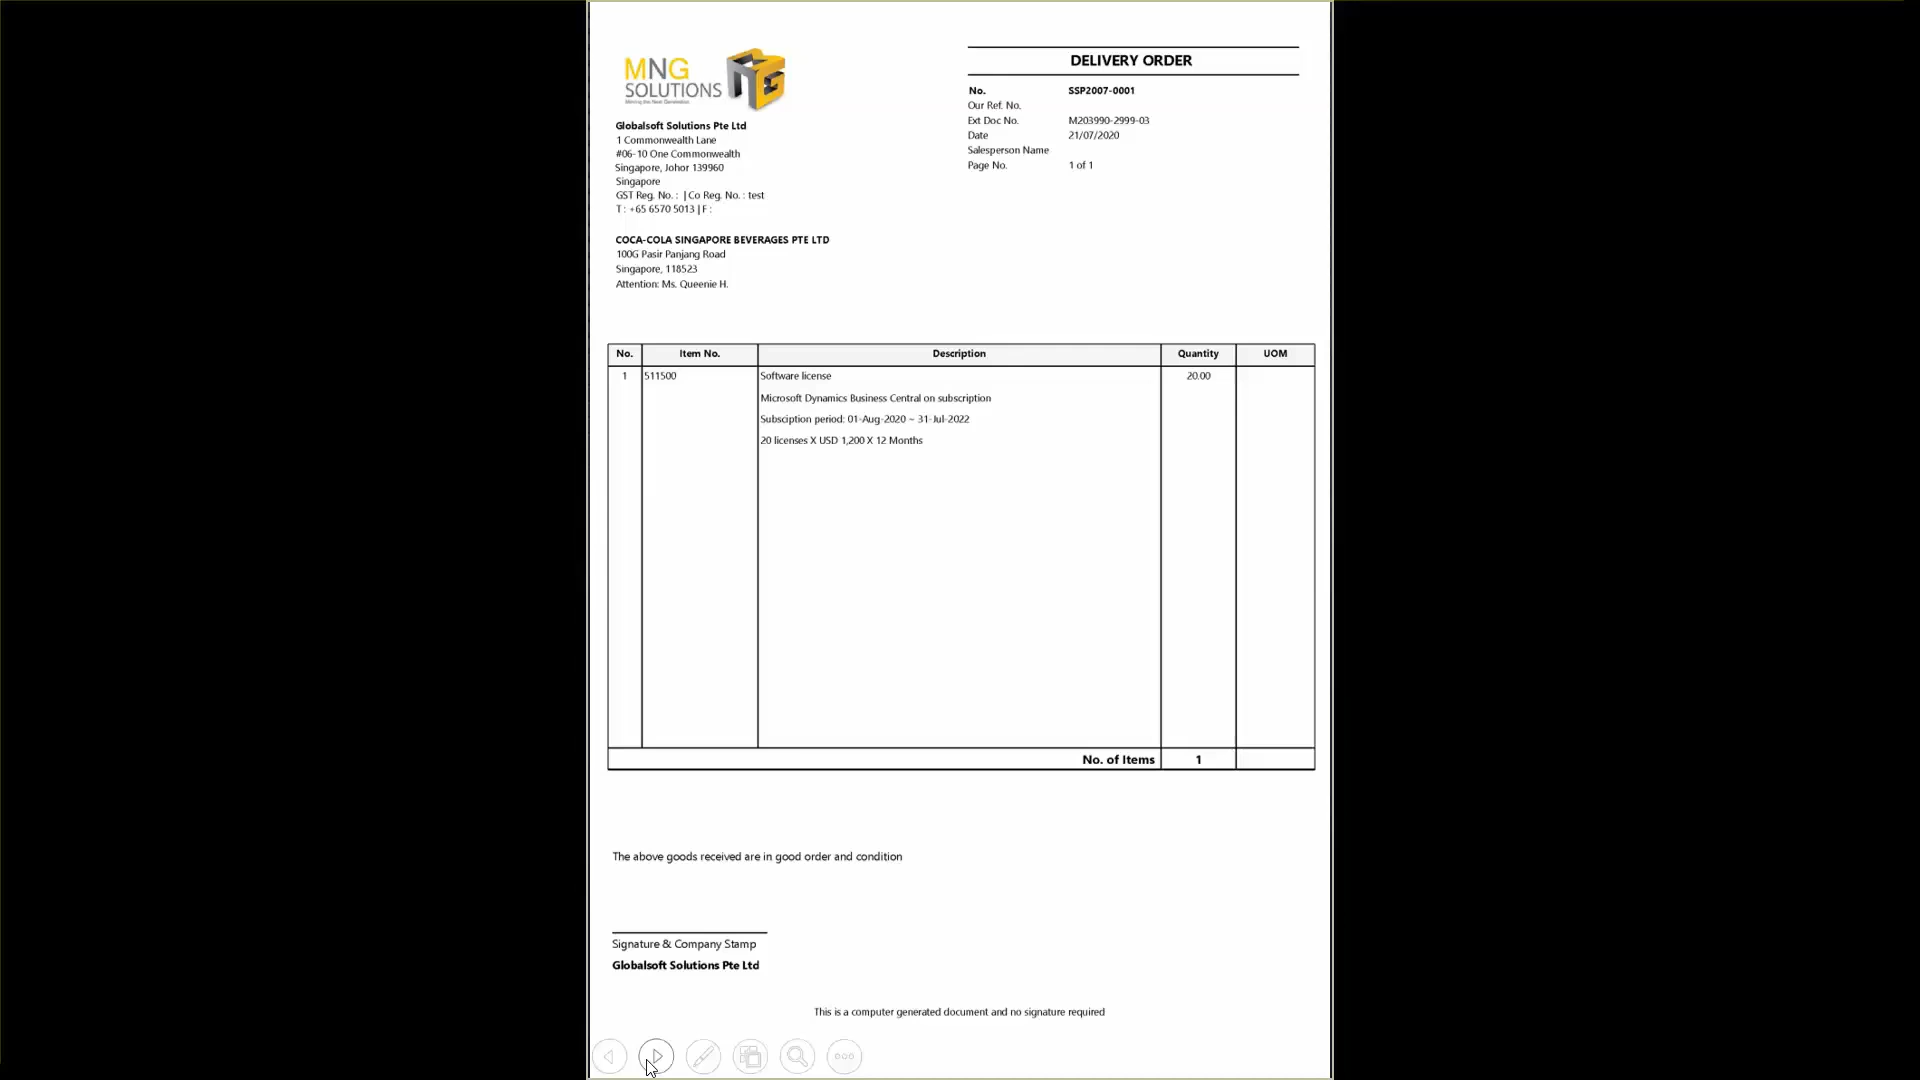 MNG
SOLUTIONS
DELIVERY ORDER
No. SSP2007-0001
Our Ref. No.
Ext Doc No. M203990-2999-03
Date 21/07/2020
Salesperson Name
Page No. 1 of 1
Globalsoft Solutions Pte Ltd
1 Commonwealth Lane
#06-10 One Commonwealth
Singapore, Johor 139960
Singapore
GST Reg. No. : | Co Reg. No. : test
T : +65 6570 5013 | F :
COCA-COLA SINGAPORE BEVERAGES PTE LTD
100G Pasir Panjang Road
Singapore, 118523
Attention: Ms. Queenie H.
No. Item No. Description Quantity UOM
1 511500 Software license 20.00
Microsoft Dynamics Business Central on subscription
Subsciption period: 01-Aug-2020 ~ 31-Jul-2022
20 licenses X USD 1,200 X 12 Months
No. of Items 1
The above goods received are in good order and condition
Signature & Company Stamp
Globalsoft Solutions Pte Ltd
This is a computer generated document and no signature required